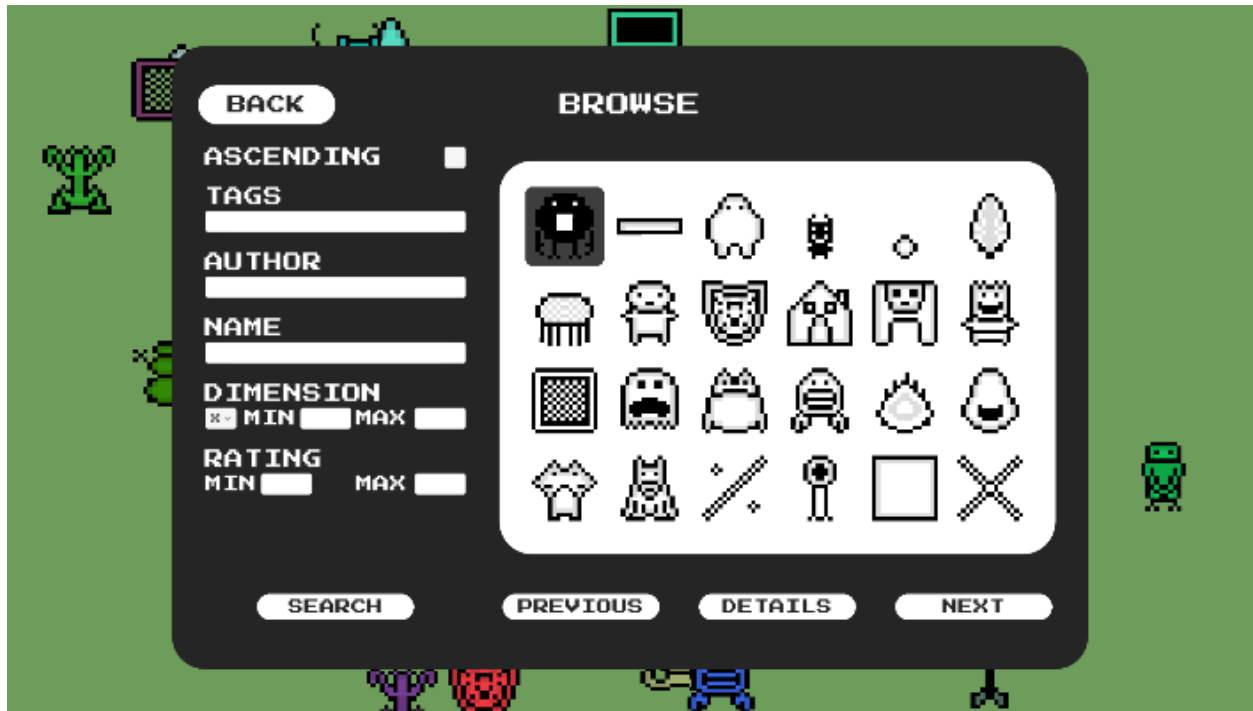 BACK
BROWSE
ASCENDING
TAGS
AUTHOR
NAME
DIMENSION
X MIN MAX
RATING
MIN MAX
SEARCH PREVIOUS DETAILS NEXT